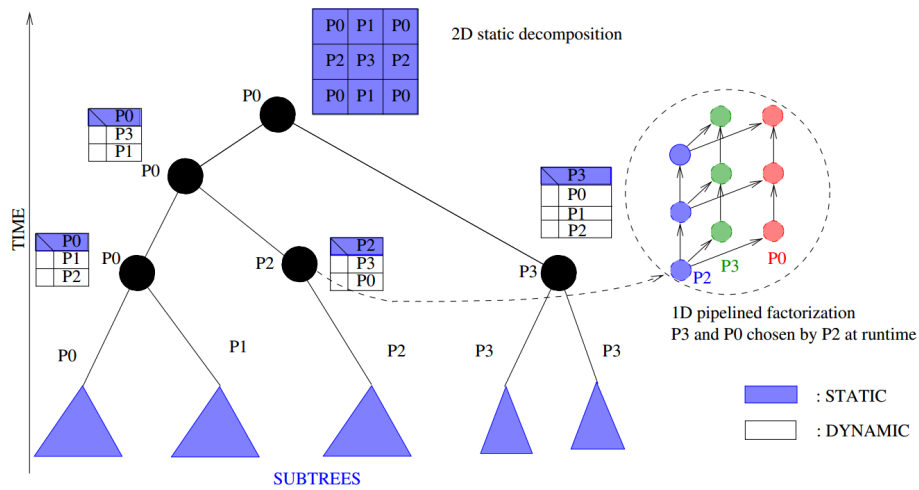 P0 P1 P0
P2 P3 P2
P0 P1 P0
2D static decomposition
P0
P0
P3
P1
P0
P3
P0
P1
P2
TIME
P0
P1
P2
P0
P2
P2
P3
P0
P3
P2
P3
P0
1D pipelined factorization
P3 and P0 chosen by P2 at runtime
P0
P1
P2
P3
P3
: STATIC
: DYNAMIC
SUBTREES